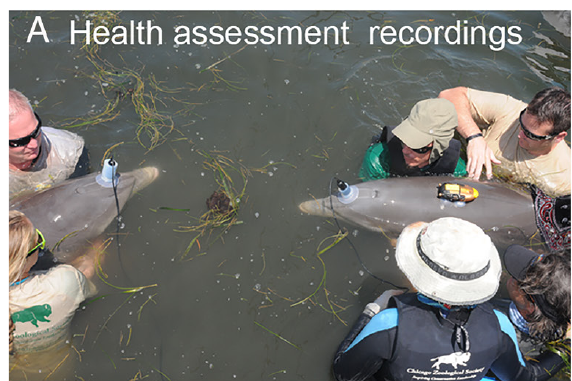 A Health assessment recordings
Chicago Zoological Society